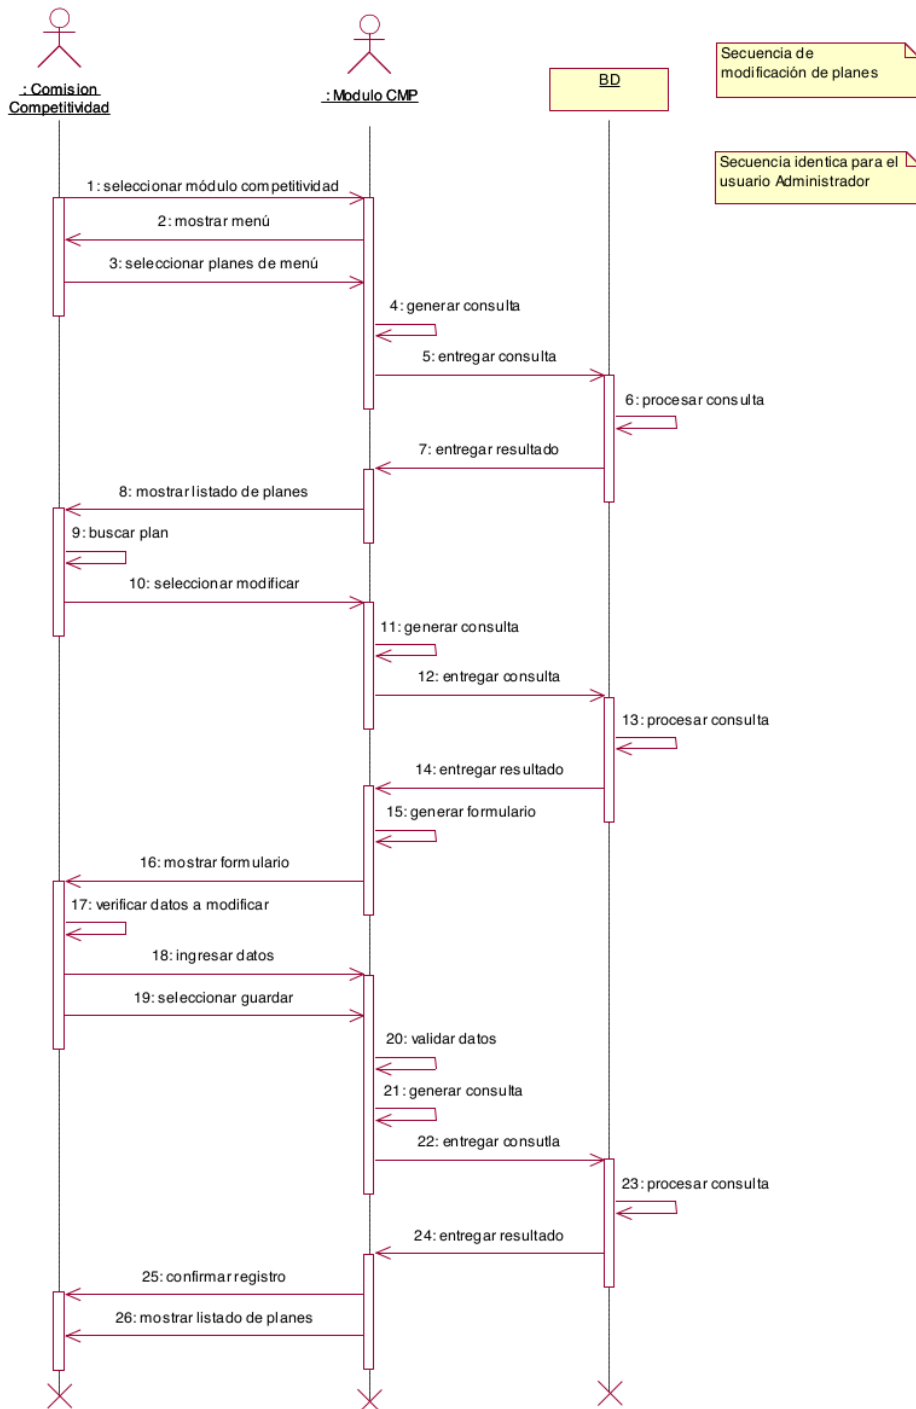 : Comision
Competitividad
: Modulo CMP
BD
Secuencia de
modificación de planes
Secuencia identica para el
usuario Administrador
1: seleccionar módulo competitividad
2: mostrar menú
3: seleccionar planes de menú
4: generar consulta
5: entregar consulta
6: procesar consulta
7: entregar resultado
8: mostrar listado de planes
9: buscar plan
10: seleccionar modificar
11: generar consulta
12: entregar consulta
13: procesar consulta
14: entregar resultado
15: generar formulario
16: mostrar formulario
17: verificar datos a modificar
18: ingresar datos
19: seleccionar guardar
20: validar datos
21: generar consulta
22: entregar consutla
23: procesar consulta
24: entregar resultado
25: confirmar registro
26: mostrar listado de planes